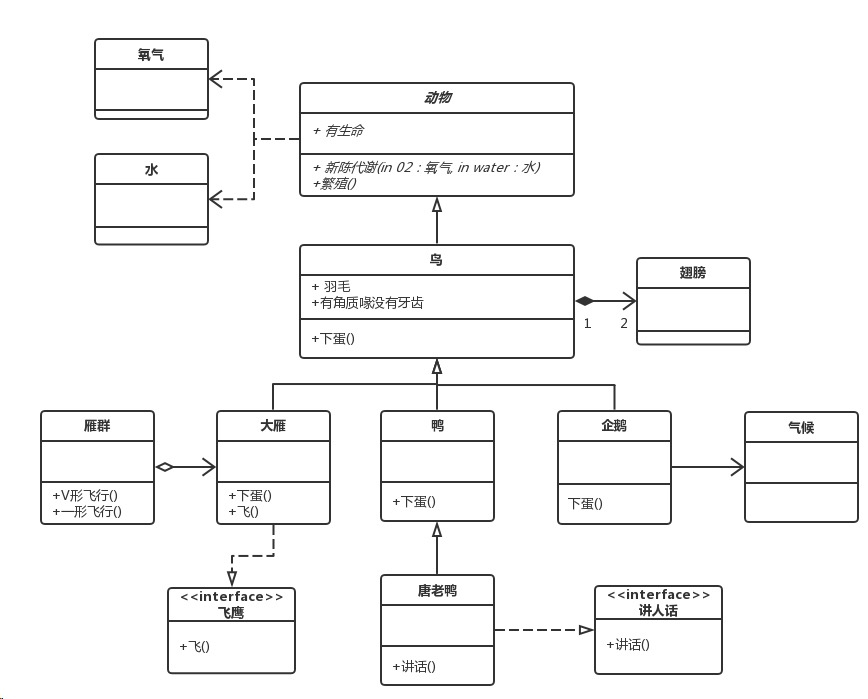 氧气
动物
+ 有生命
水
+ 新陈代谢(in 02：氧气, in water：水)
+繁殖()
鸟
+ 羽毛
+有角质喙没有牙齿
+下蛋()
翅膀
1
2
雁群
+V形飞行()
+一形飞行()
大雁
+下蛋()
+飞()
鸭
+下蛋()
企鹅
下蛋()
气候
<<interface>>
飞鹰
+飞()
唐老鸭
+讲话()
<<interface>>
讲人话
+讲话()